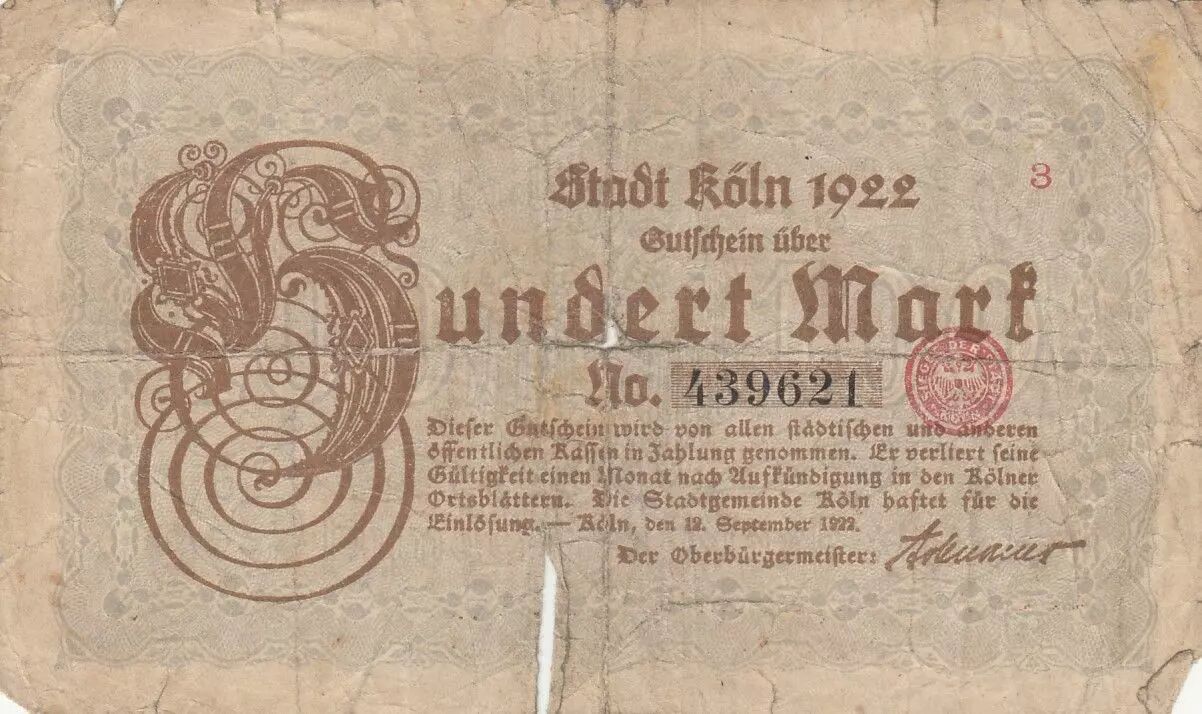 Stadt Köln 1922
3
Gutschein über
Hundert Mark
No. 439621
Dieser Gutschein wird von allen städtischen und anderen
öffentlichen Kassen in Zahlung genommen. Er verliert seine
Gültigkeit einen Monat nach Aufkündigung in den Kölner
Ortsblättern. Die Stadtgemeinde Köln haftet für die
Einlösung. — Köln, den 12. September 1922.
Der Oberbürgermeister: Adenauer